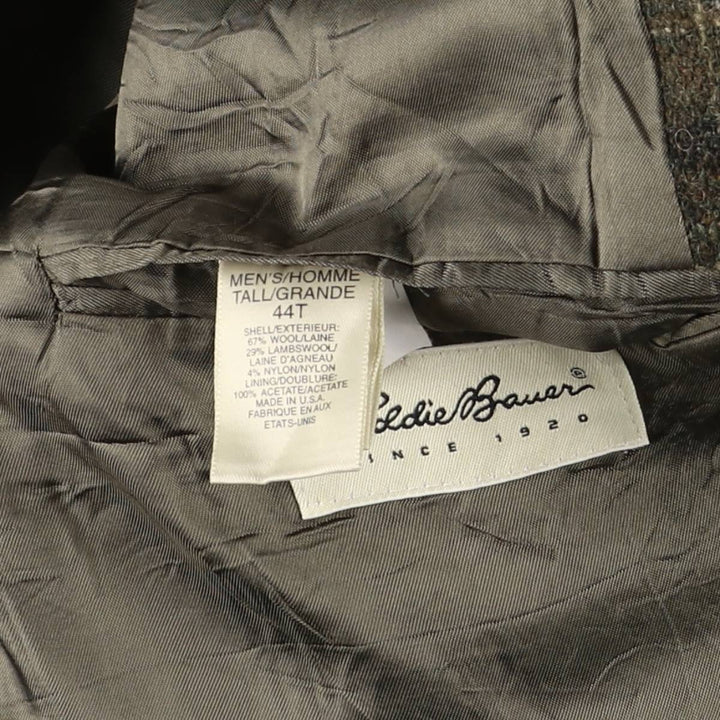 MEN'S/HOMME
TALL/GRANDE
44T
SHELL/EXTERIEUR:
67% WOOL/LAINE
29% LAMBSWOOL/
LAINE D'AGNEAU
4% NYLON/NYLON
LINING/DOUBLURE:
100% ACETATE/ACETATE
MADE IN U.S.A.
FABRIQUE EN AUX
ETATS-UNIS
Eddie Bauer®
INCE 1920